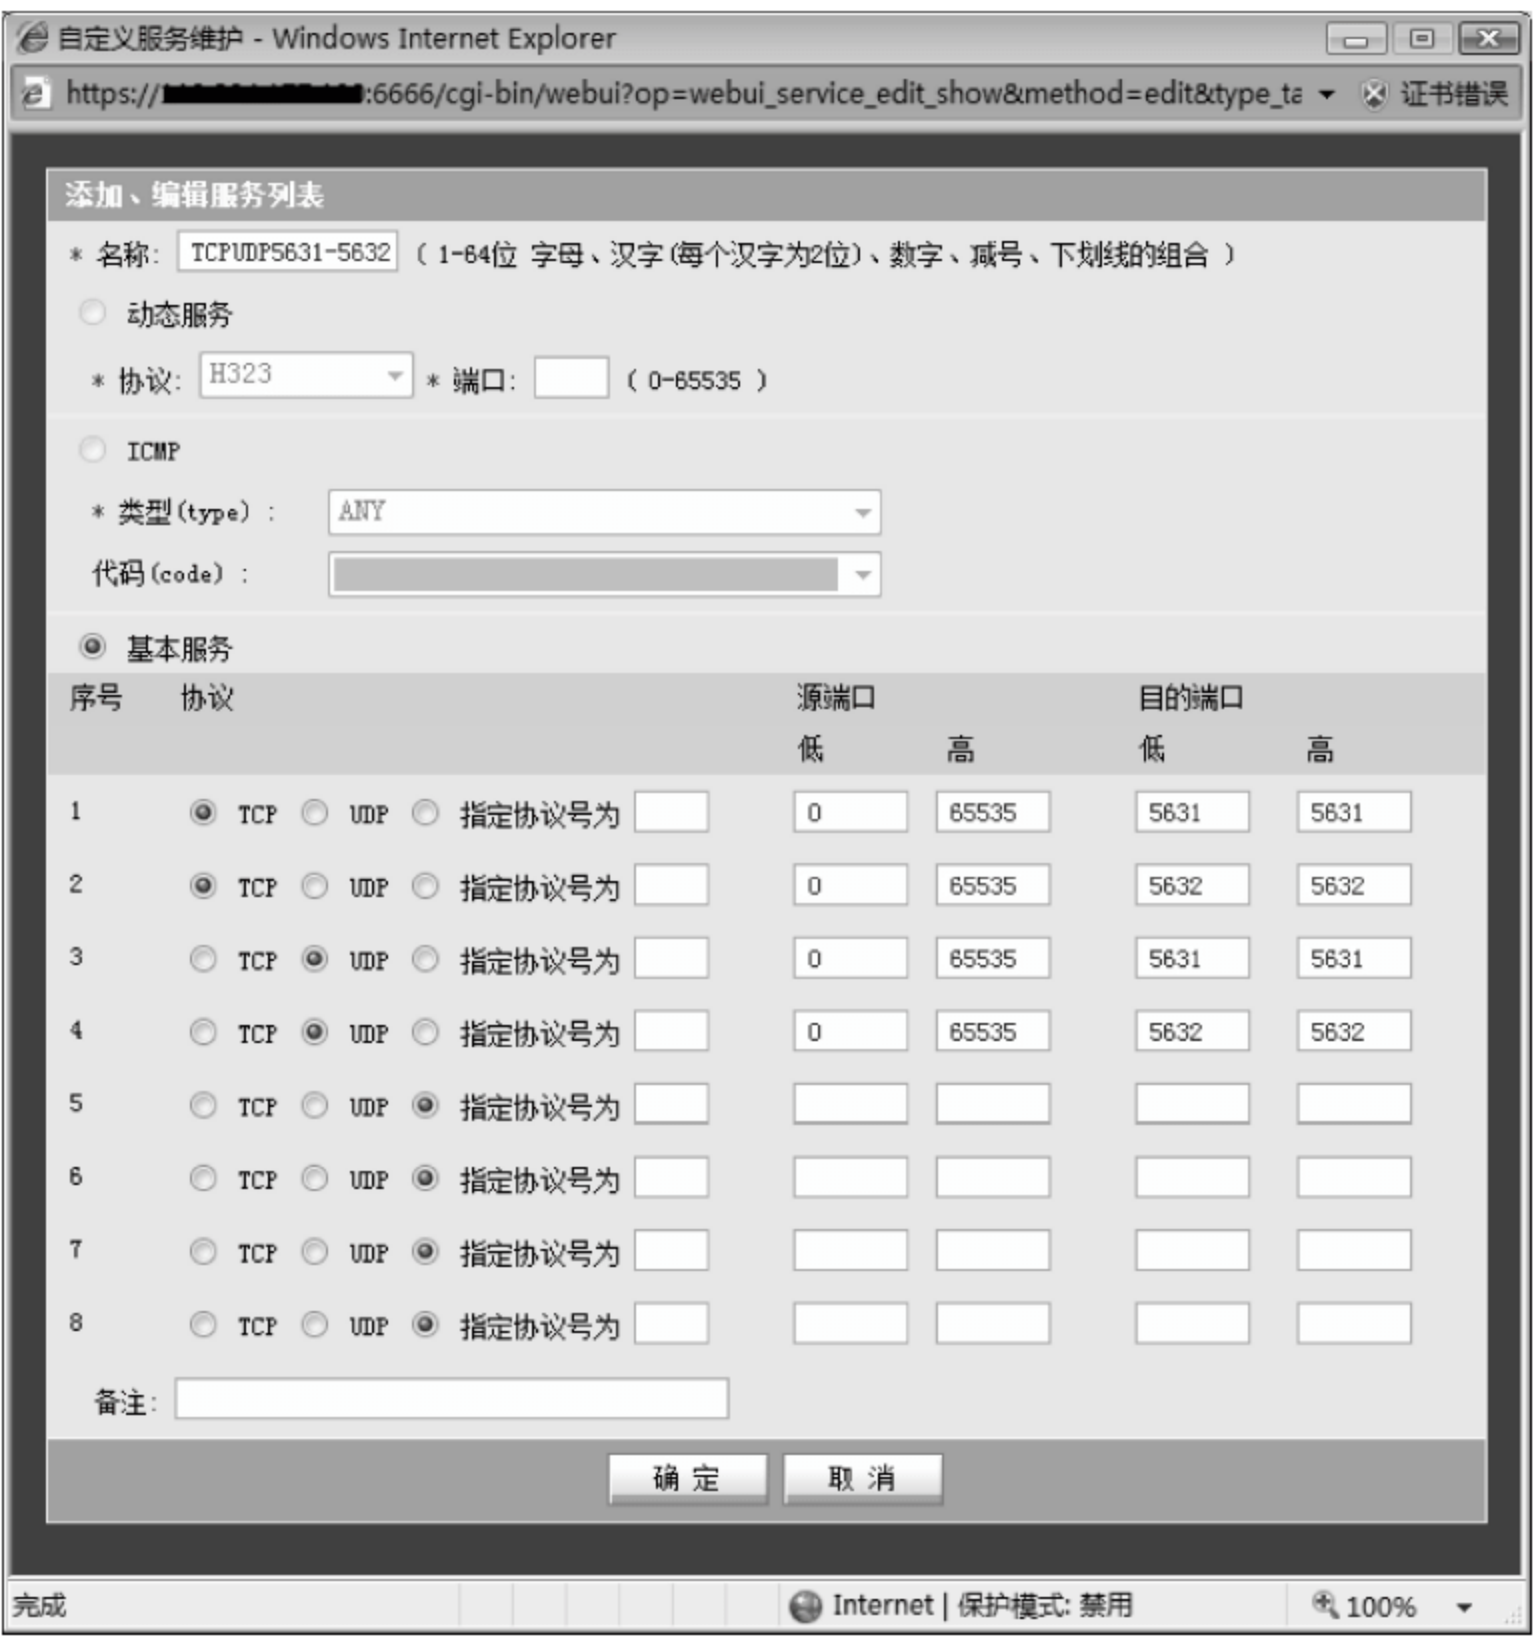 自定义服务维护 - Windows Internet Explorer
https:// :6666/cgi-bin/webui?op=webui_service_edit_show&method=edit&type_ta 证书错误
添加、编辑服务列表
* 名称: TCPUDP5631-5632 ( 1-64位 字母、汉字(每个汉字为2位)、数字、减号、下划线的组合 )
动态服务
* 协议: H323 * 端口: ( 0-65535 )
ICMP
* 类型(type) : ANY
代码(code) :
基本服务
序号 协议 源端口 目的端口
低 高 低 高
1 TCP UDP 指定协议号为 0 65535 5631 5631
2 TCP UDP 指定协议号为 0 65535 5632 5632
3 TCP UDP 指定协议号为 0 65535 5631 5631
4 TCP UDP 指定协议号为 0 65535 5632 5632
5 TCP UDP 指定协议号为
6 TCP UDP 指定协议号为
7 TCP UDP 指定协议号为
8 TCP UDP 指定协议号为
备注:
确 定 取 消
完成 Internet | 保护模式: 禁用 100%